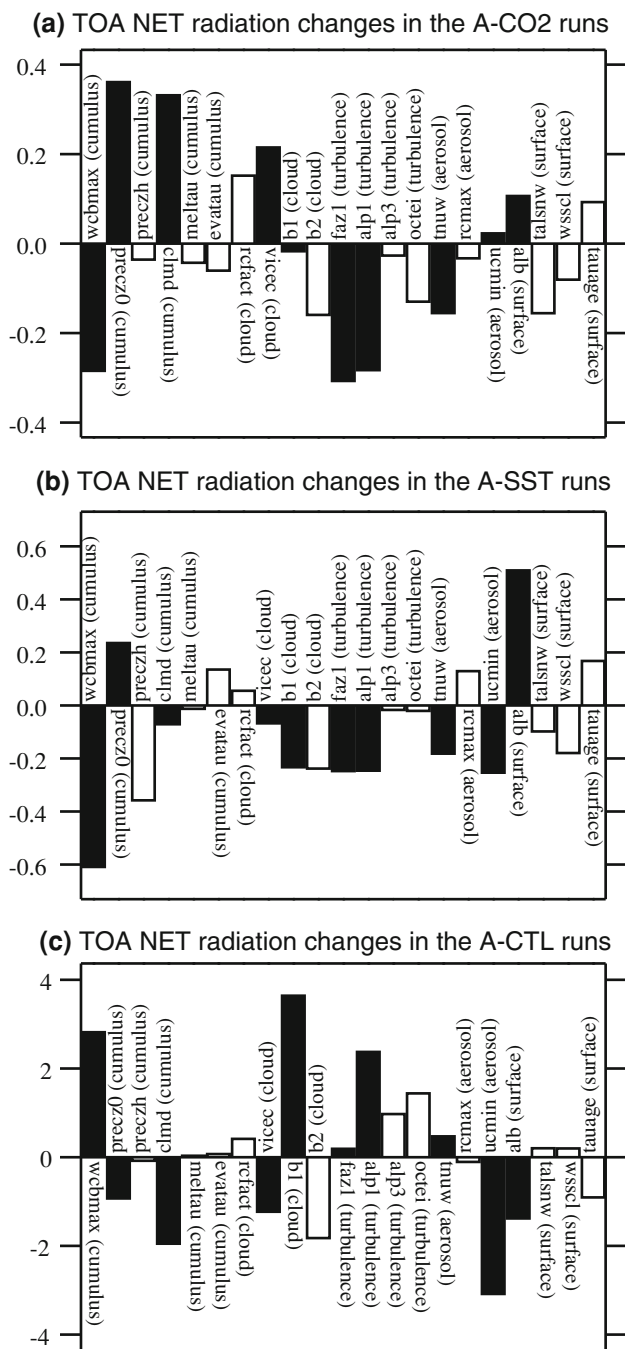 (a) TOA NET radiation changes in the A-CO2 runs
0.4
0.2
0.0
-0.2
-0.4
wcbmax (cumulus)
precz0 (cumulus)
preczh (cumulus)
clmd (cumulus)
meltau (cumulus)
evatau (cumulus)
rcfact (cloud)
vicec (cloud)
b1 (cloud)
b2 (cloud)
faz1 (turbulence)
alp1 (turbulence)
alp3 (turbulence)
octei (turbulence)
tnuw (aerosol)
rcmax (aerosol)
ucmin (aerosol)
alb (surface)
talsnw (surface)
wsscl (surface)
tauage (surface)
(b) TOA NET radiation changes in the A-SST runs
0.6
0.4
0.2
0.0
-0.2
-0.4
-0.6
wcbmax (cumulus)
precz0 (cumulus)
preczh (cumulus)
clmd (cumulus)
meltau (cumulus)
evatau (cumulus)
rcfact (cloud)
vicec (cloud)
b1 (cloud)
b2 (cloud)
faz1 (turbulence)
alp1 (turbulence)
alp3 (turbulence)
octei (turbulence)
tnuw (aerosol)
rcmax (aerosol)
ucmin (aerosol)
alb (surface)
talsnw (surface)
wsscl (surface)
tauage (surface)
(c) TOA NET radiation changes in the A-CTL runs
4
2
0
-2
-4
wcbmax (cumulus)
precz0 (cumulus)
preczh (cumulus)
clmd (cumulus)
meltau (cumulus)
evatau (cumulus)
rcfact (cloud)
vicec (cloud)
b1 (cloud)
b2 (cloud)
faz1 (turbulence)
alp1 (turbulence)
alp3 (turbulence)
octei (turbulence)
tnuw (aerosol)
rcmax (aerosol)
ucmin (aerosol)
alb (surface)
talsnw (surface)
wsscl (surface)
tauage (surface)